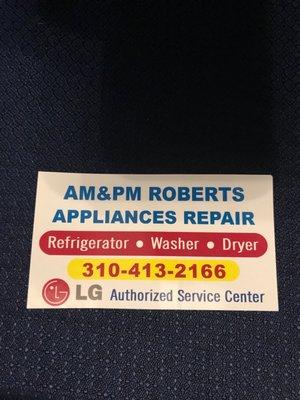 AM&PM ROBERTS
APPLIANCES REPAIR
Refrigerator • Washer • Dryer
310-413-2166
LG Authorized Service Center